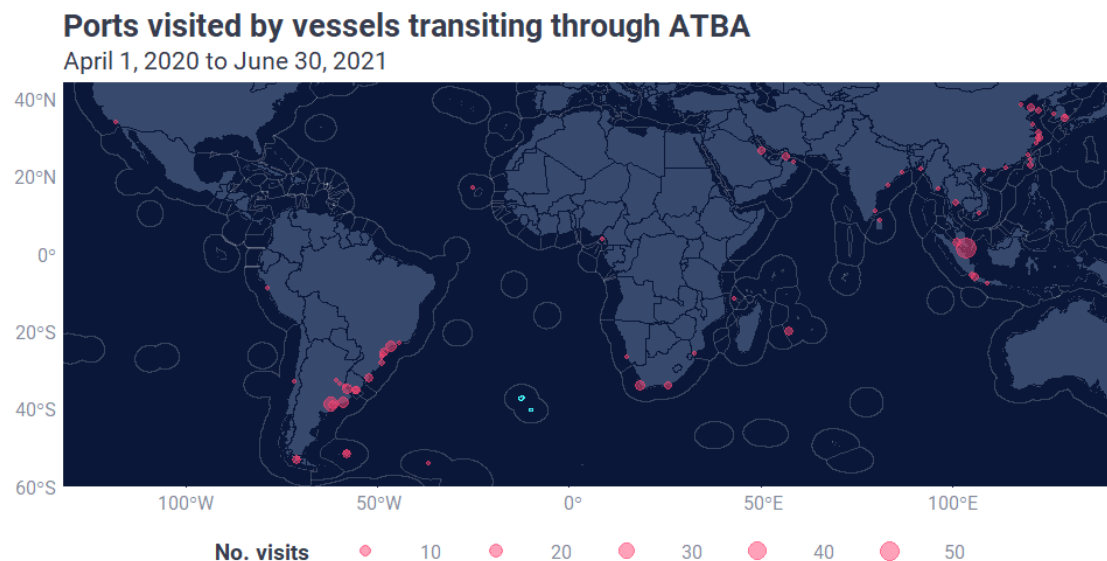 Ports visited by vessels transiting through ATBA
April 1, 2020 to June 30, 2021
40°N
20°N
0°
20°S
40°S
60°S
100°W 50°W 0° 50°E 100°E
No. visits 10 20 30 40 50